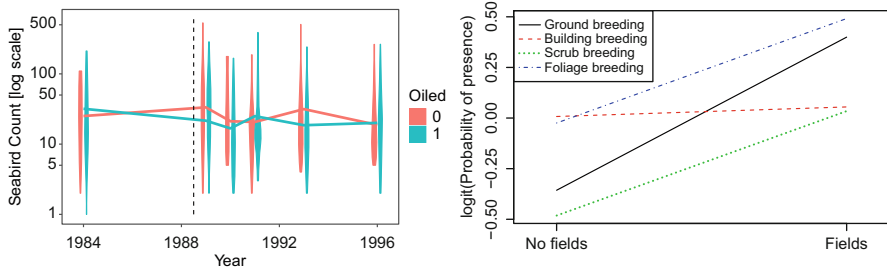 Seabird Count [log scale]
500
100
50
10
5
1
1984
1988
1992
1996
Year
Oiled
0
1
logit(Probability of presence)
0.50
0.25
0.00
−0.25
−0.50
Ground breeding
Building breeding
Scrub breeding
Foliage breeding
No fields
Fields